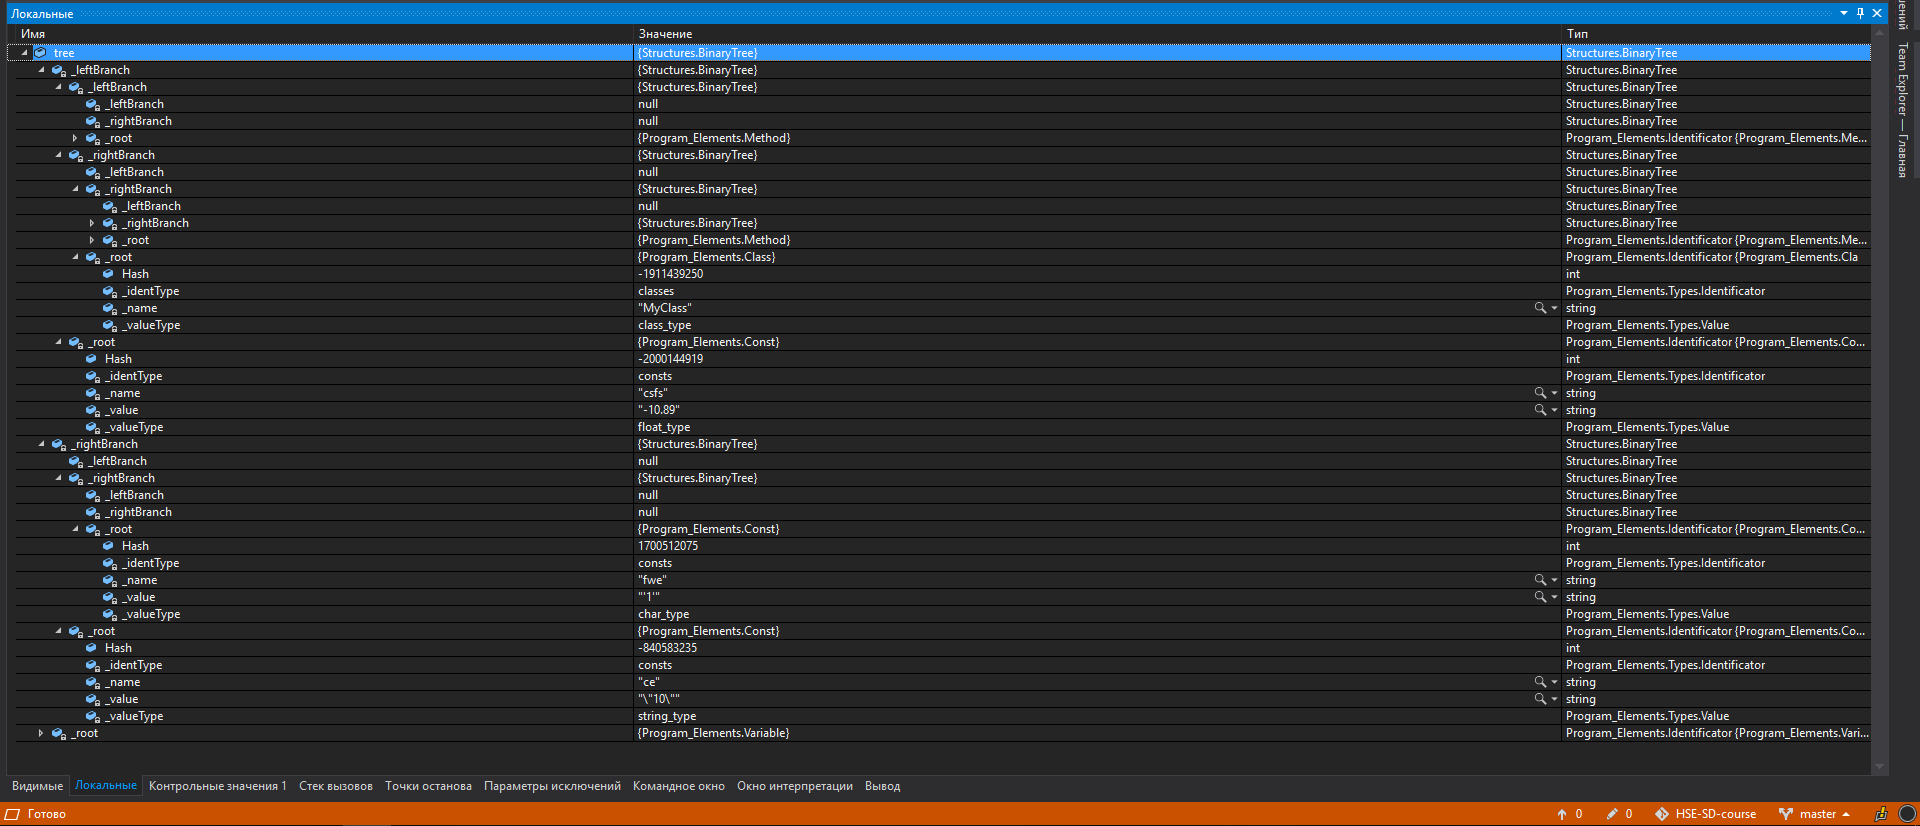 Локальные
Имя Значение Тип
tree {Structures.BinaryTree} Structures.BinaryTree
_leftBranch {Structures.BinaryTree} Structures.BinaryTree
_leftBranch {Structures.BinaryTree} Structures.BinaryTree
_leftBranch null Structures.BinaryTree
_rightBranch null Structures.BinaryTree
_root {Program_Elements.Method} Program_Elements.Identificator {Program_Elements.Me...
_rightBranch {Structures.BinaryTree} Structures.BinaryTree
_leftBranch null Structures.BinaryTree
_rightBranch {Structures.BinaryTree} Structures.BinaryTree
_leftBranch null Structures.BinaryTree
_rightBranch {Structures.BinaryTree} Structures.BinaryTree
_root {Program_Elements.Method} Program_Elements.Identificator {Program_Elements.Me...
_root {Program_Elements.Class} Program_Elements.Identificator {Program_Elements.Cla
Hash -1911439250 int
_identType classes Program_Elements.Types.Identificator
_name "MyClass" string
_valueType class_type Program_Elements.Types.Value
_root {Program_Elements.Const} Program_Elements.Identificator {Program_Elements.Co...
Hash -2000144919 int
_identType consts Program_Elements.Types.Identificator
_name "csfs" string
_value "-10.89" string
_valueType float_type Program_Elements.Types.Value
_rightBranch {Structures.BinaryTree} Structures.BinaryTree
_leftBranch null Structures.BinaryTree
_rightBranch {Structures.BinaryTree} Structures.BinaryTree
_leftBranch null Structures.BinaryTree
_rightBranch null Structures.BinaryTree
_root {Program_Elements.Const} Program_Elements.Identificator {Program_Elements.Co...
Hash 1700512075 int
_identType consts Program_Elements.Types.Identificator
_name "fwe" string
_value "'1'" string
_valueType char_type Program_Elements.Types.Value
_root {Program_Elements.Const} Program_Elements.Identificator {Program_Elements.Co...
Hash -840583235 int
_identType consts Program_Elements.Types.Identificator
_name "ce" string
_value "\"10\"" string
_valueType string_type Program_Elements.Types.Value
_root {Program_Elements.Variable} Program_Elements.Identificator {Program_Elements.Vari...
Видимые Локальные Контрольные значения 1 Стек вызовов Точки останова Параметры исключений Командное окно Окно интерпретации Вывод
Готово 0 0 HSE-SD-course master
Team Explorer — Главная